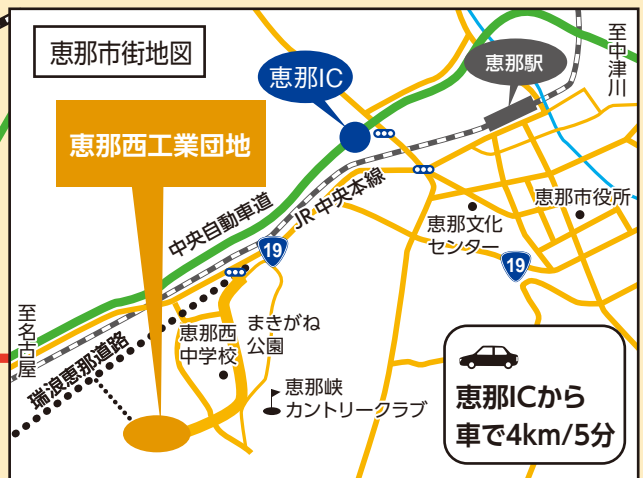 恵那市街地図
恵那IC
恵那駅
至中津川
恵那西工業団地
中央自動車道
JR中央本線
恵那市役所
恵那文化
センター
19
19
至名古屋
瑞浪恵那道路
恵那西
中学校
まきがね
公園
恵那峡
カントリークラブ
恵那ICから
車で4km/5分